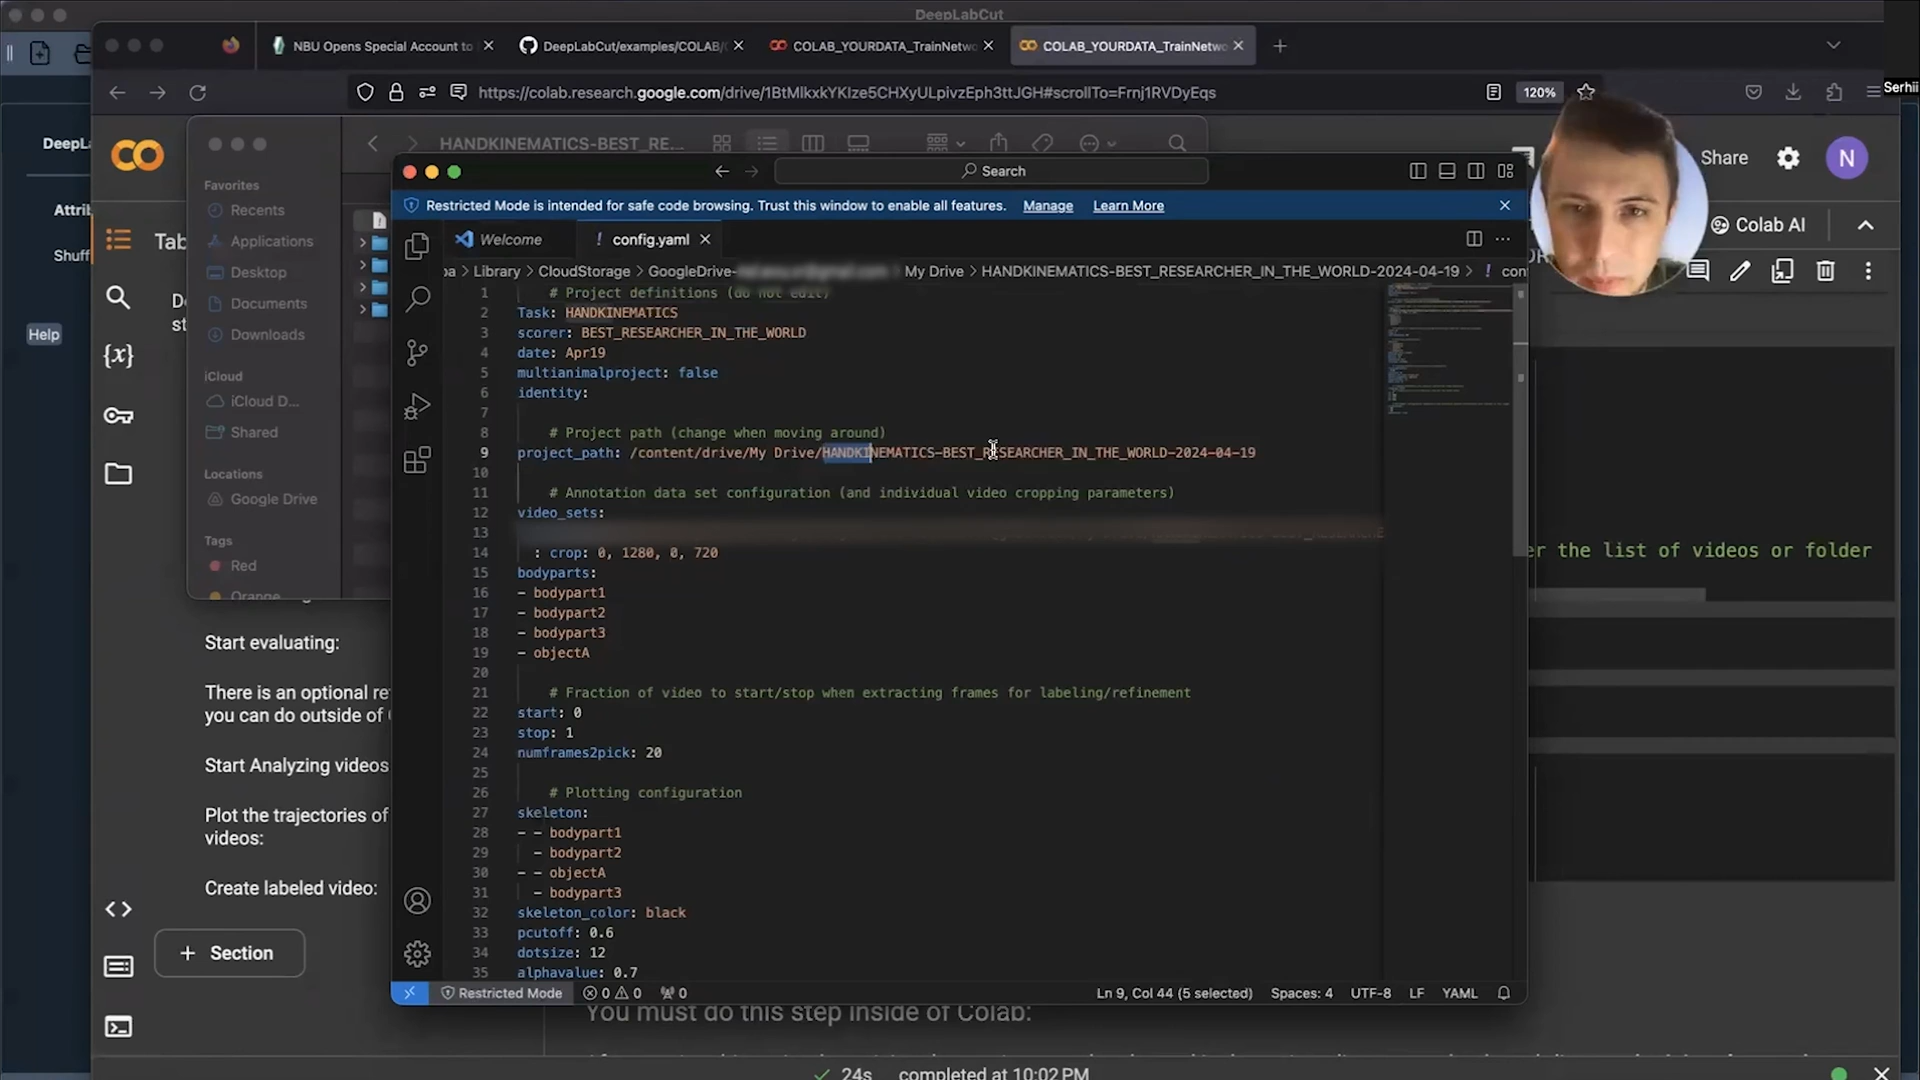 DeepLabCut
NBU Opens Special Account to
DeepLabCut/examples/COLAB/
COLAB_YOURDATA_TrainNetwo
COLAB_YOURDATA_TrainNetwo
https://colab.research.google.com/drive/1BtMlkxkYKIze5CHXyULpivzEph3ttJGH#scrollTo=Frnj1RVDyEqs
120%
Serhii
DeepLa
Attrib
Shuff
Help
Tab
De
st
HANDKINEMATICS-BEST_RE...
Share
N
Colab AI
Favorites
Recents
Applications
Desktop
Documents
Downloads
iCloud
iCloud D...
Shared
Locations
Google Drive
Tags
Red
Orange
Search
Restricted Mode is intended for safe code browsing. Trust this window to enable all features. Manage Learn More
Welcome
! config.yaml
pa > Library > CloudStorage > GoogleDrive- My Drive > HANDKINEMATICS-BEST_RESEARCHER_IN_THE_WORLD-2024-04-19 > ! conf
1 # Project definitions (do not edit)
2 Task: HANDKINEMATICS
3 scorer: BEST_RESEARCHER_IN_THE_WORLD
4 date: Apr19
5 multianimalproject: false
6 identity:
7
8 # Project path (change when moving around)
9 project_path: /content/drive/My Drive/HANDKINEMATICS-BEST_RESEARCHER_IN_THE_WORLD-2024-04-19
10
11 # Annotation data set configuration (and individual video cropping parameters)
12 video_sets:
13
14 : crop: 0, 1280, 0, 720
15 bodyparts:
16 - bodypart1
17 - bodypart2
18 - bodypart3
19 - objectA
20
21 # Fraction of video to start/stop when extracting frames for labeling/refinement
22 start: 0
23 stop: 1
24 numframes2pick: 20
25
26 # Plotting configuration
27 skeleton:
28 - - bodypart1
29 - bodypart2
30 - - objectA
31 - bodypart3
32 skeleton_color: black
33 pcutoff: 0.6
34 dotsize: 12
35 alphavalue: 0.7
Restricted Mode
0 0
0
Ln 9, Col 44 (5 selected)
Spaces: 4
UTF-8
LF
YAML
er the list of videos or folder
Start evaluating:
There is an optional re
you can do outside of
Start Analyzing videos
Plot the trajectories of
videos:
Create labeled video:
+ Section
You must do this step inside of Colab:
24s completed at 10:02 PM